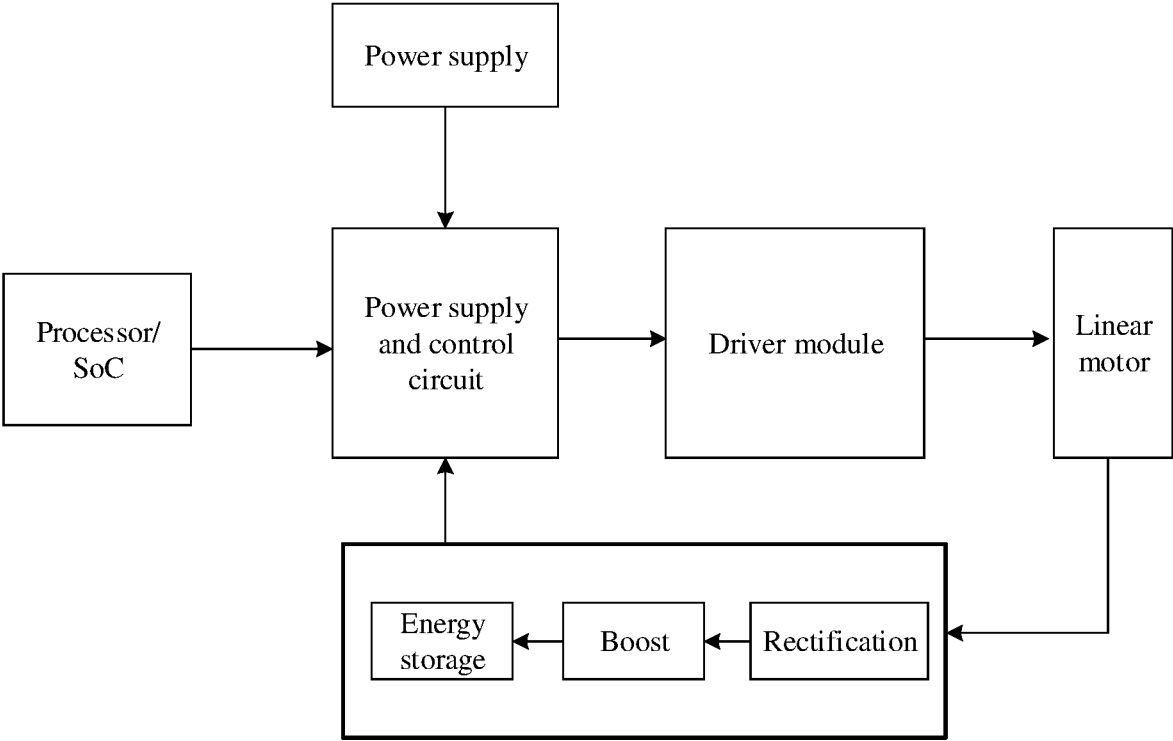 Power supply
Processor/
SoC
Power supply
and control
circuit
Driver module
Linear
motor
Energy
storage
Boost
Rectification